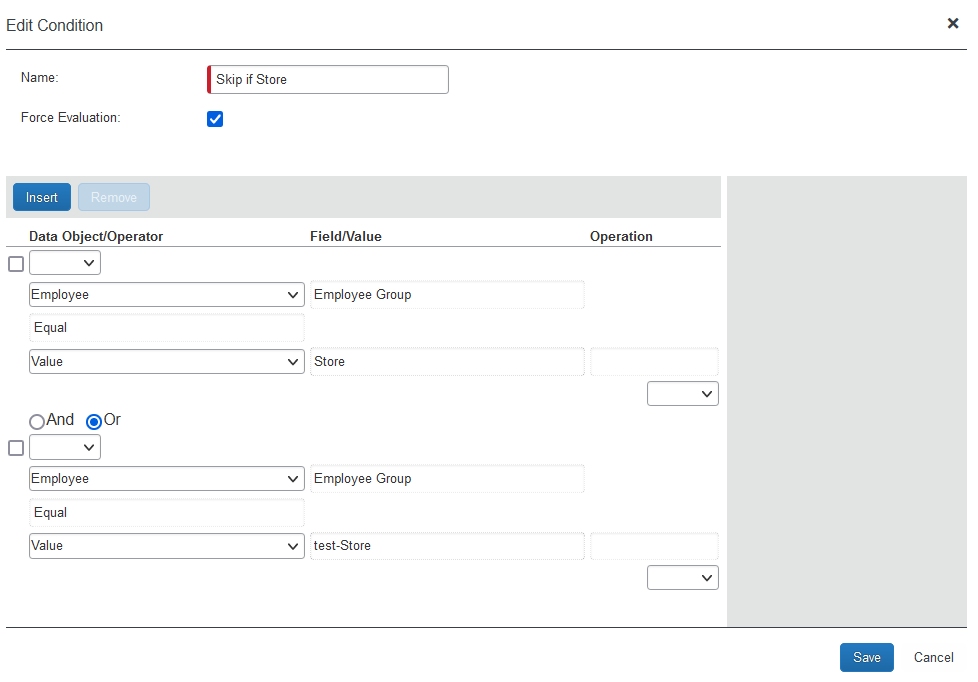 Edit Condition
Name: Skip if Store
Force Evaluation:
Insert Remove
Data Object/Operator Field/Value Operation
Employee Employee Group
Equal
Value Store
And Or
Employee Employee Group
Equal
Value test-Store
Save Cancel